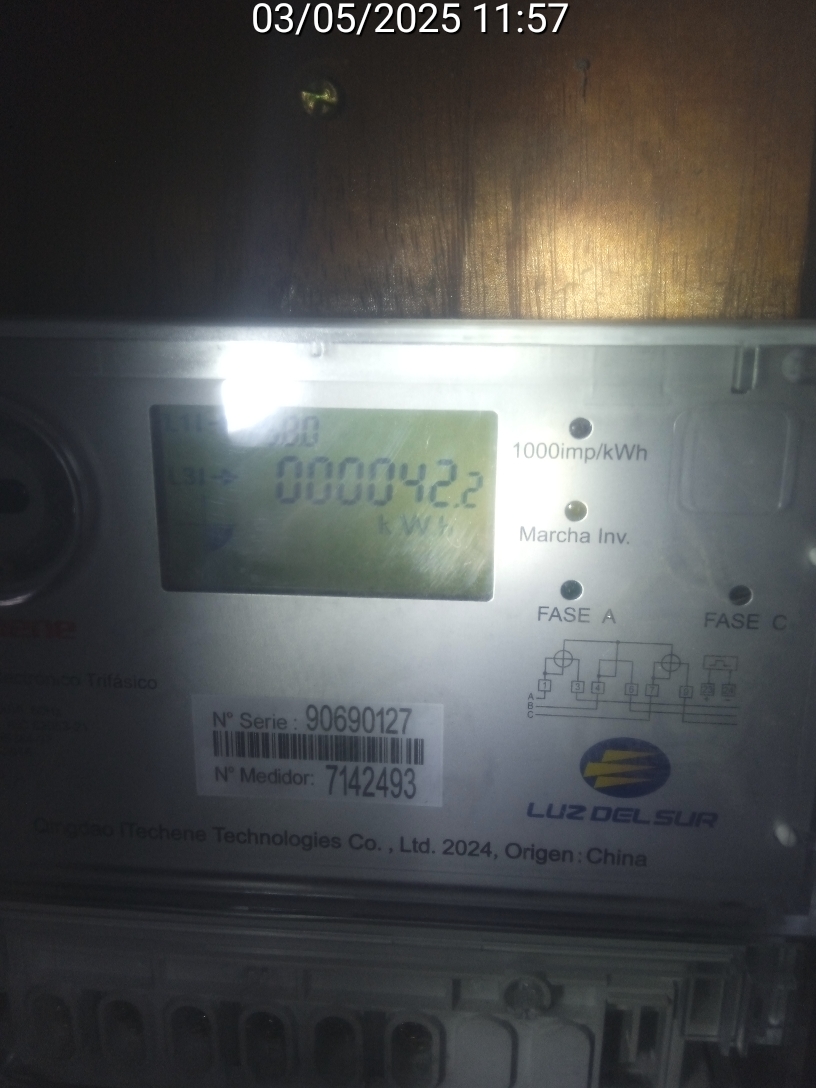 03/05/2025 11:57
000042.2
kWh
1000imp/kWh
Marcha Inv.
FASE A
FASE C
Trifásico
A
B
C
N° Serie : 90690127
N° Medidor: 7142493
LUZ DEL SUR
Qingdao iTechene Technologies Co. , Ltd. 2024, Origen : China